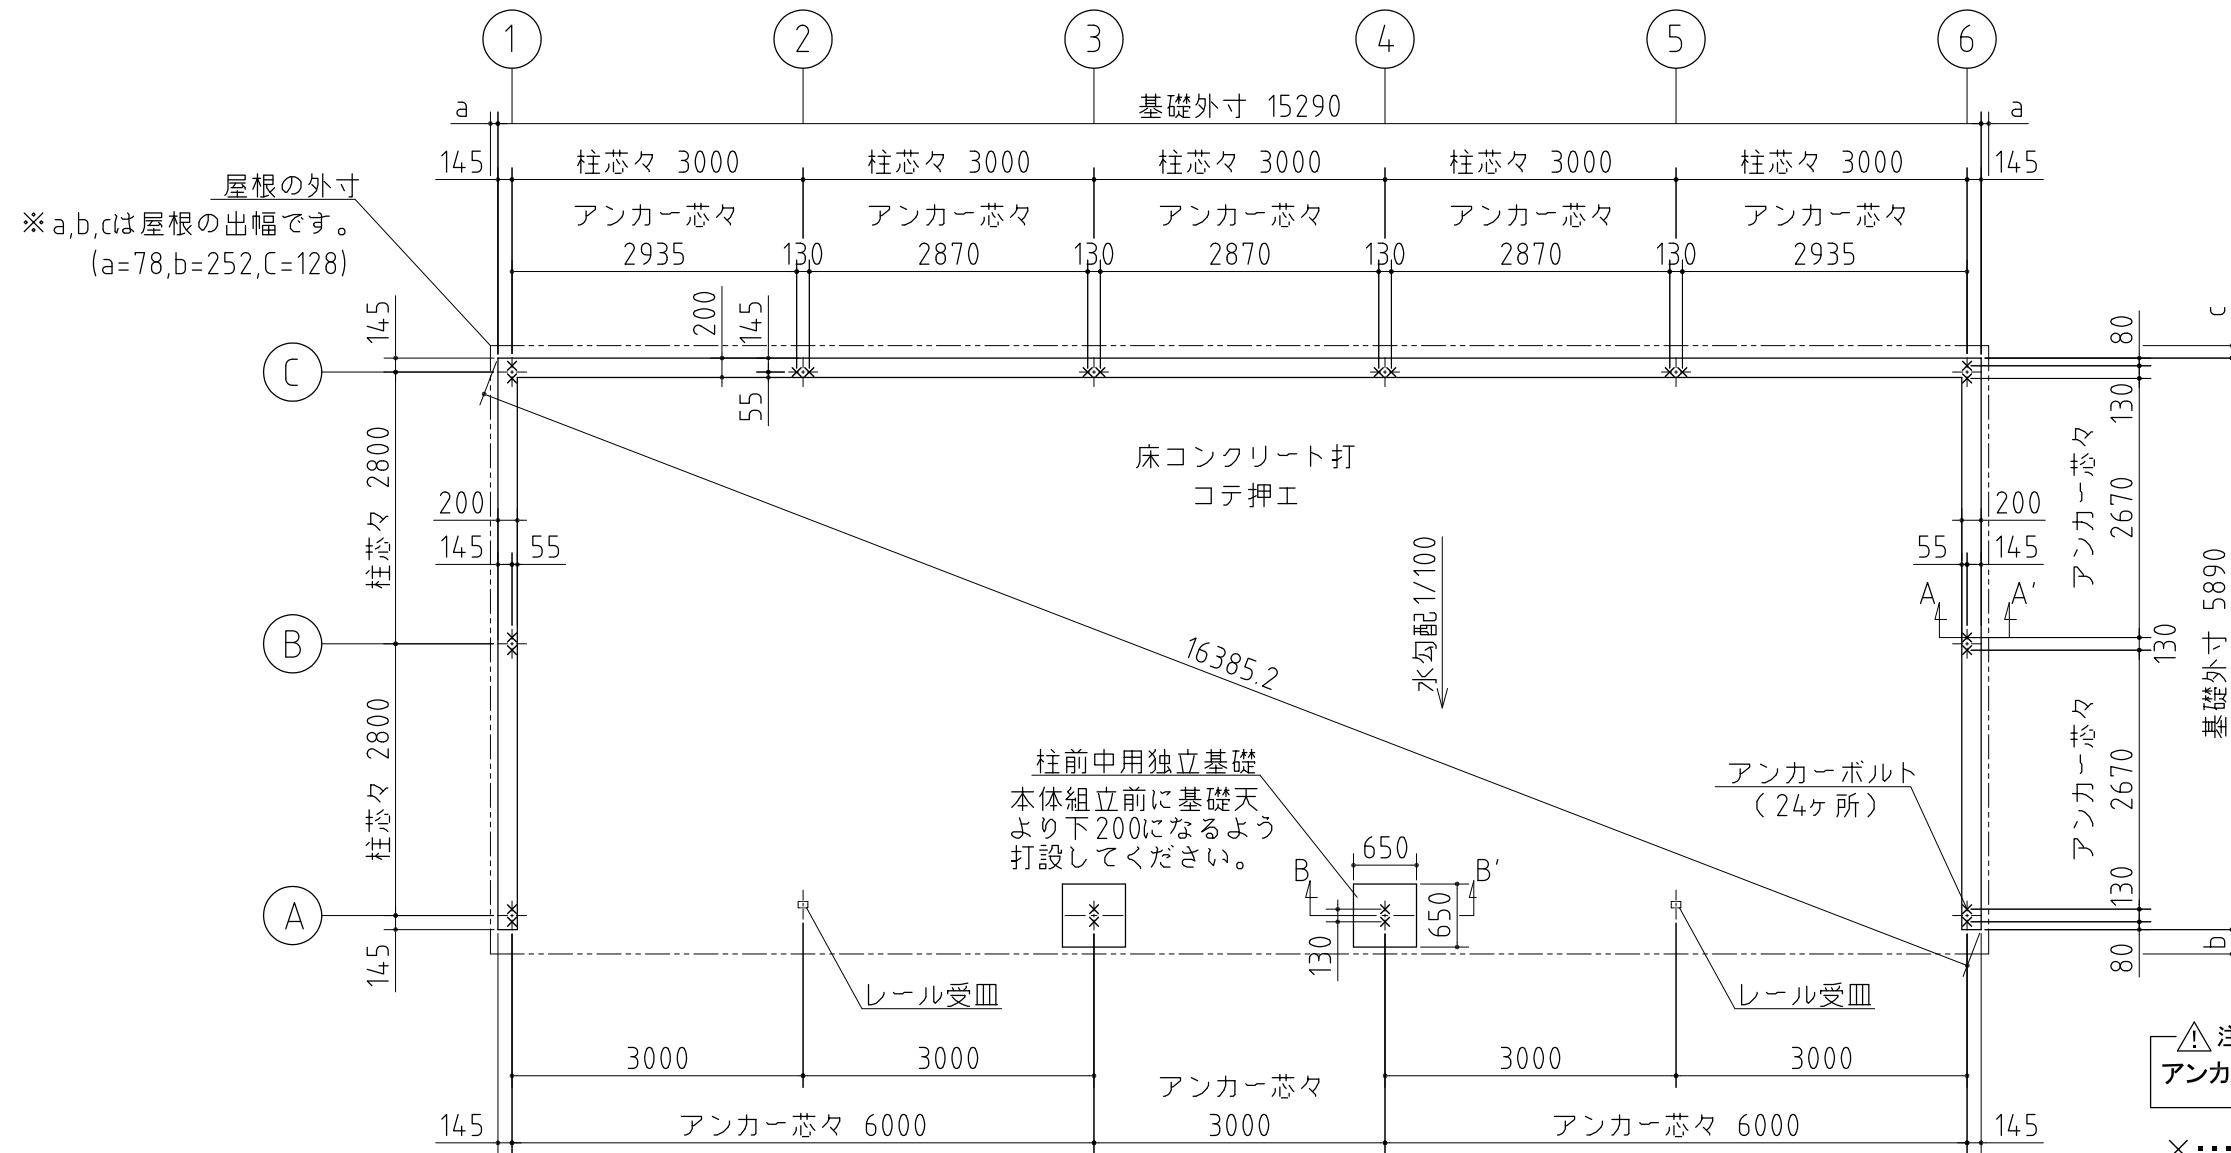 1 2 3 4 5 6
a 基礎外寸 15290 a
145 柱芯々 3000 柱芯々 3000 柱芯々 3000 柱芯々 3000 柱芯々 3000 145
屋根の外寸
※a,b,cは屋根の出幅です。
(a=78,b=252,C=128)
アンカー芯々 アンカー芯々 アンカー芯々 アンカー芯々 アンカー芯々
2935 130 2870 130 2870 130 2870 130 2935
145
200
145
55
80
c
C
130
柱芯々 2800
床コンクリート打
コテ押エ
アンカー芯々
2670
200
200
145 55
55 145
A A'
水勾配1/100
基礎外寸 5890
B
130
16385.2
柱芯々 2800
柱前中用独立基礎
本体組立前に基礎天
より下200になるよう
打設してください。
アンカーボルト
(24ヶ所)
アンカー芯々
2670
650
B B'
650
130
130
A
145
80
b
レール受皿
レール受皿
3000 3000 3000 3000
アンカー芯々
145 アンカー芯々 6000 3000 アンカー芯々 6000 145
アンカ
×